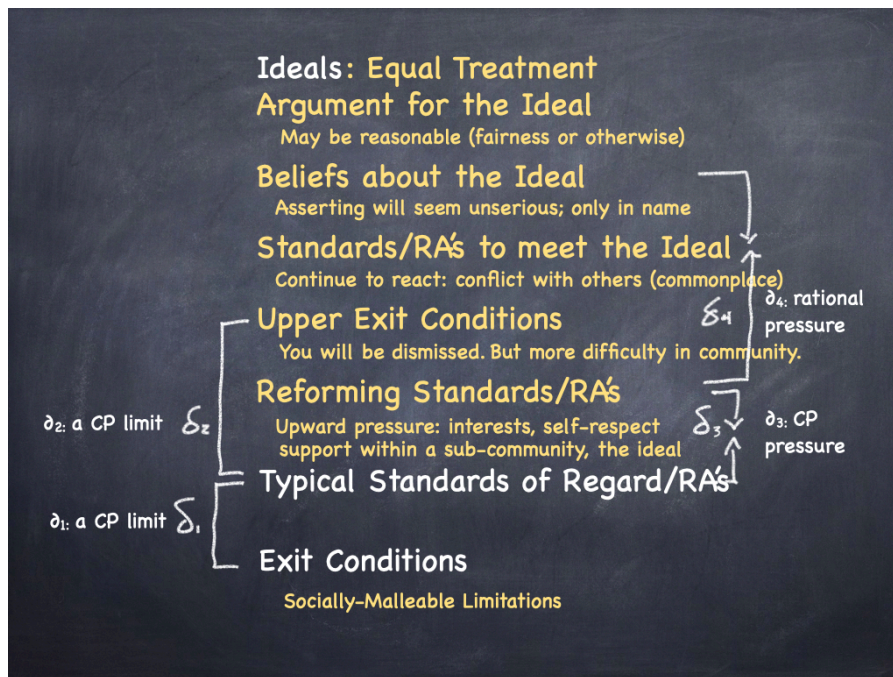 Ideals: Equal Treatment
Argument for the Ideal
May be reasonable (fairness or otherwise)
Beliefs about the Ideal
Asserting will seem unserious; only in name
Standards/RA's to meet the Ideal
Continue to react: conflict with others (commonplace)
δ4
∂₄: rational
pressure
Upper Exit Conditions
You will be dismissed. But more difficulty in community.
Reforming Standards/RA's
Upward pressure: interests, self-respect
support within a sub-community, the ideal
∂₂: a CP limit δ2
δ3
∂₃: CP
pressure
Typical Standards of Regard/RA's
∂₁: a CP limit δ1
Exit Conditions
Socially-Malleable Limitations